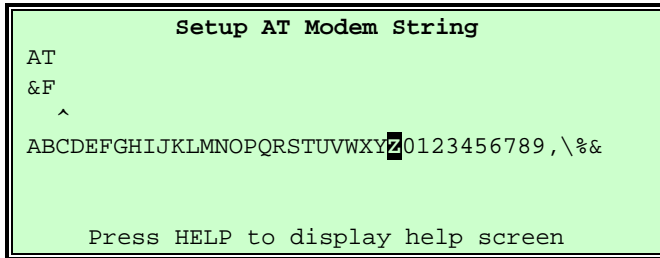 Setup AT Modem String
AT
&F
^
ABCDEFGHIJKLMNOPQRSTUVWXYZ0123456789,\%&
Press HELP to display help screen